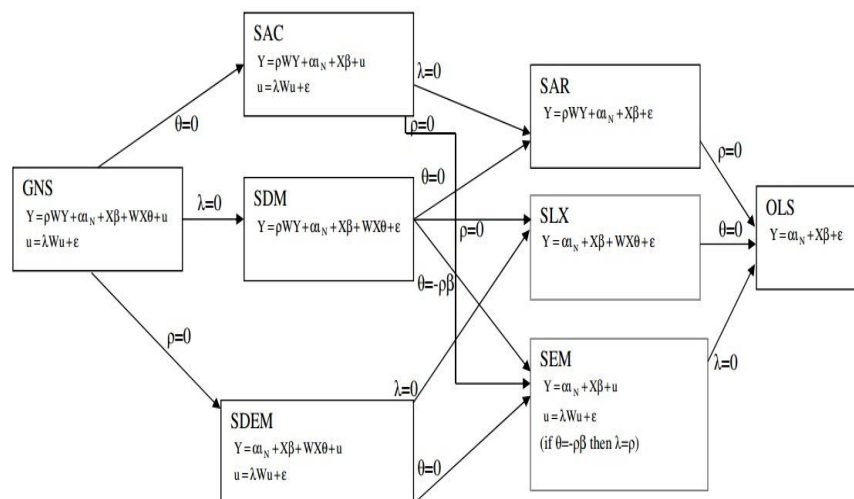 SAC
Y=ρWY+αι_N+Xβ+u
u=λWu+ε
λ=0
SAR
Y=ρWY+αι_N+Xβ+ε
θ=0
ρ=0
ρ=0
GNS
Y=ρWY+αι_N+Xβ+WXθ+u
u=λWu+ε
λ=0
SDM
Y=ρWY+αι_N+Xβ+WXθ+ε
θ=0
ρ=0
θ=-ρβ
SLX
Y=αι_N+Xβ+WXθ+ε
θ=0
OLS
Y=αι_N+Xβ+ε
ρ=0
SDEM
Y=αι_N+Xβ+WXθ+u
u=λWu+ε
λ=0
θ=0
SEM
Y=αι_N+Xβ+u
u=λWu+ε
(if θ=-ρβ then λ=ρ)
λ=0